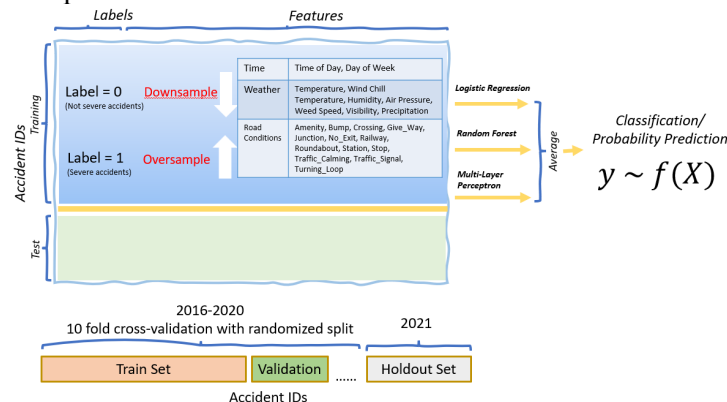 Labels
Features
Accident IDs
Training
Label = 0
(Not severe accidents)
Downsample
Label = 1
(Severe accidents)
Oversample
Time
Time of Day, Day of Week
Weather
Temperature, Wind Chill
Temperature, Humidity, Air Pressure,
Weed Speed, Visibility, Precipitation
Road
Conditions
Amenity, Bump, Crossing, Give_Way,
Junction, No_Exit, Railway,
Roundabout, Station, Stop,
Traffic_Calming, Traffic_Signal,
Turning_Loop
Logistic Regression
Random Forest
Multi-Layer
Perceptron
Average
Classification/
Probability Prediction
y ~ f(X)
Test
2016-2020
10 fold cross-validation with randomized split
2021
Train Set
Validation
......
Holdout Set
Accident IDs